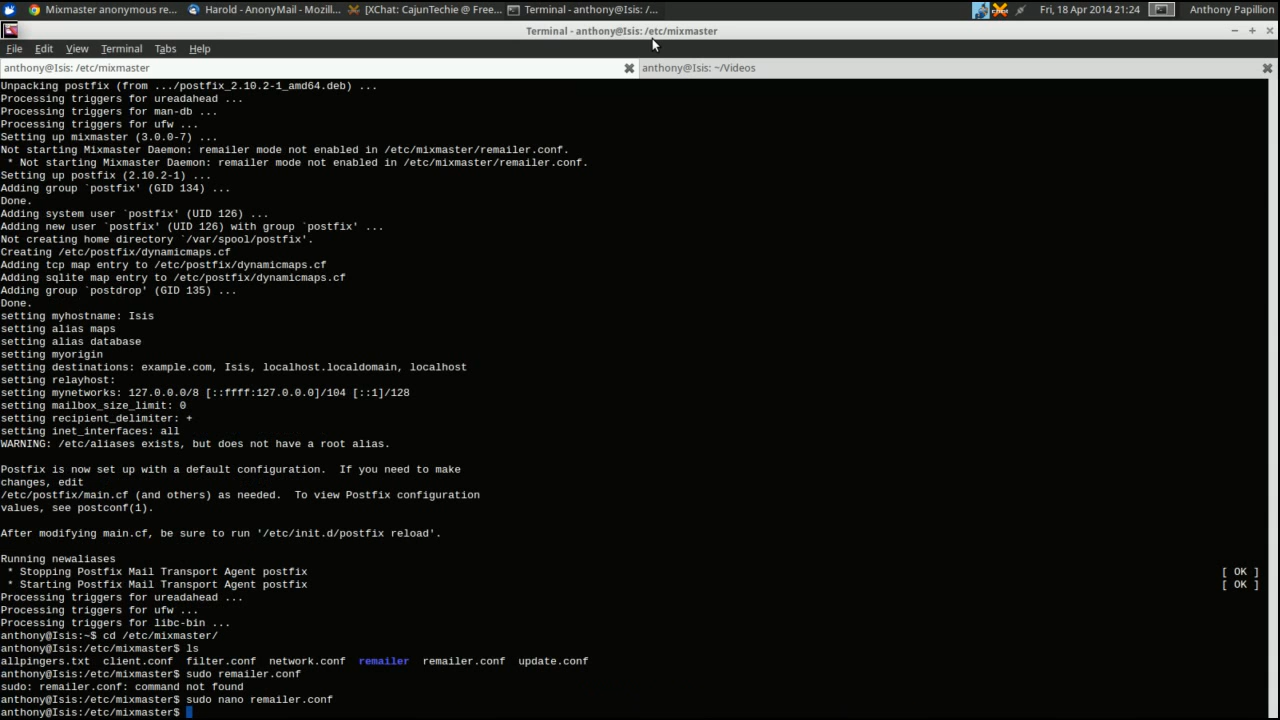 Mixmaster anonymous re... Harold - AnonyMail - Mozill... [XChat: CajunTechie @ Free... Terminal - anthony@Isis: /etc/... Fri, 18 Apr 2014 21:24 Anthony Papillion
Terminal - anthony@Isis: /etc/mixmaster
File Edit View Terminal Tabs Help
anthony@Isis: /etc/mixmaster anthony@Isis: ~/Videos
Unpacking postfix (from .../postfix_2.10.2-1_amd64.deb) ...
Processing triggers for ureadahead ...
Processing triggers for man-db ...
Processing triggers for ufw ...
Setting up mixmaster (3.0.0-7) ...
Not starting Mixmaster Daemon: remailer mode not enabled in /etc/mixmaster/remailer.conf.
 * Not starting Mixmaster Daemon: remailer mode not enabled in /etc/mixmaster/remailer.conf.
Setting up postfix (2.10.2-1) ...
Adding group `postfix' (GID 134) ...
Done.
Adding system user `postfix' (UID 126) ...
Adding new user `postfix' (UID 126) with group `postfix' ...
Not creating home directory `/var/spool/postfix'.
Creating /etc/postfix/dynamicmaps.cf
Adding tcp map entry to /etc/postfix/dynamicmaps.cf
Adding sqlite map entry to /etc/postfix/dynamicmaps.cf
Adding group `postdrop' (GID 135) ...
Done.
setting myhostname: Isis
setting alias maps
setting alias database
setting myorigin
setting destinations: example.com, Isis, localhost.localdomain, localhost
setting relayhost:
setting mynetworks: 127.0.0.0/8 [::ffff:127.0.0.0]/104 [::1]/128
setting mailbox_size_limit: 0
setting recipient_delimiter: +
setting inet_interfaces: all
WARNING: /etc/aliases exists, but does not have a root alias.
Postfix is now set up with a default configuration.  If you need to make
changes, edit
/etc/postfix/main.cf (and others) as needed.  To view Postfix configuration
values, see postconf(1).
After modifying main.cf, be sure to run '/etc/init.d/postfix reload'.
Running newaliases
 * Stopping Postfix Mail Transport Agent postfix [ OK ]
 * Starting Postfix Mail Transport Agent postfix [ OK ]
Processing triggers for ureadahead ...
Processing triggers for ufw ...
Processing triggers for libc-bin ...
anthony@Isis:~$ cd /etc/mixmaster/
anthony@Isis:/etc/mixmaster$ ls
allpingers.txt  client.conf  filter.conf  network.conf  remailer  remailer.conf  update.conf
anthony@Isis:/etc/mixmaster$ sudo remailer.conf
sudo: remailer.conf: command not found
anthony@Isis:/etc/mixmaster$ sudo nano remailer.conf
anthony@Isis:/etc/mixmaster$